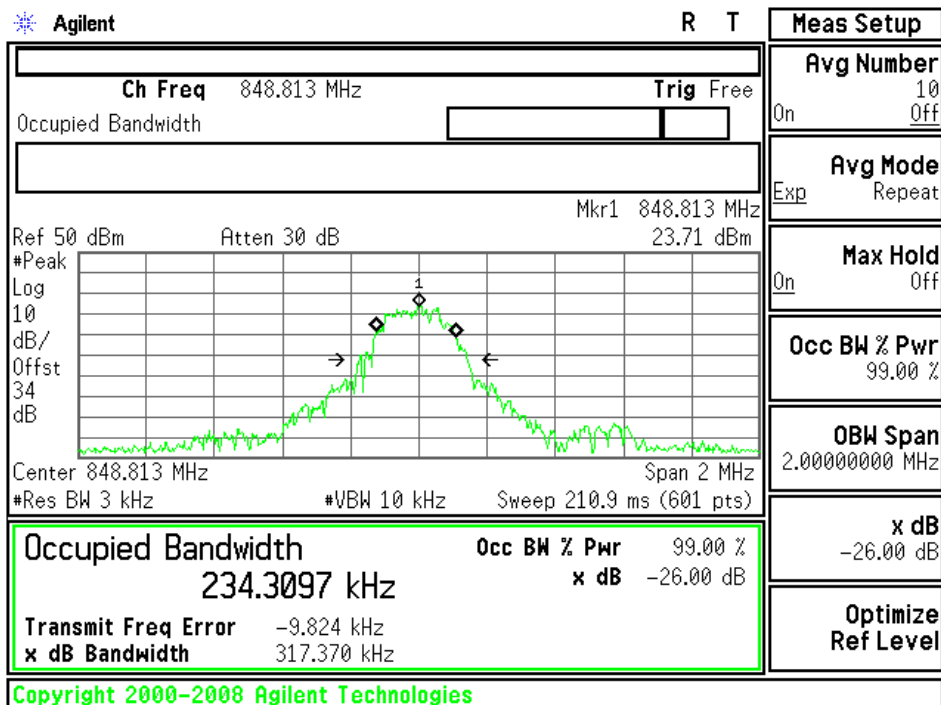 Agilent R T Meas Setup
Ch Freq 848.813 MHz Trig Free
Occupied Bandwidth
Mkr1 848.813 MHz
Ref 50 dBm Atten 30 dB 23.71 dBm
#Peak
Log
10
dB/
Offst
34
dB
1
Center 848.813 MHz Span 2 MHz
#Res BW 3 kHz #VBW 10 kHz Sweep 210.9 ms (601 pts)
Occupied Bandwidth Occ BW % Pwr 99.00 %
234.3097 kHz x dB -26.00 dB
Transmit Freq Error -9.824 kHz
x dB Bandwidth 317.370 kHz
Copyright 2000-2008 Agilent Technologies
Avg Number
10
On Off
Avg Mode
Exp Repeat
Max Hold
On Off
Occ BW % Pwr
99.00 %
OBW Span
2.00000000 MHz
x dB
-26.00 dB
Optimize
Ref Level